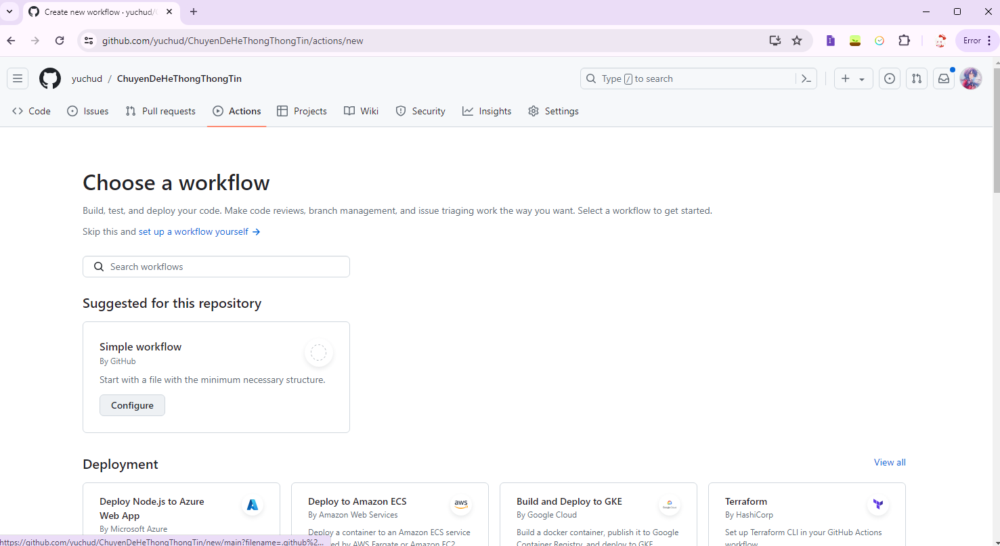 Create new workflow · yuchud/C
github.com/yuchud/ChuyenDeHeThongThongTin/actions/new
Error
yuchud / ChuyenDeHeThongThongTin
Type / to search
Code Issues Pull requests Actions Projects Wiki Security Insights Settings
Choose a workflow
Build, test, and deploy your code. Make code reviews, branch management, and issue triaging work the way you want. Select a workflow to get started.
Skip this and set up a workflow yourself →
Search workflows
Suggested for this repository
Simple workflow
By GitHub
Start with a file with the minimum necessary structure.
Configure
Deployment
View all
Deploy Node.js to Azure
Web App
By Microsoft Azure
Deploy to Amazon ECS
By Amazon Web Services
aws
Deploy a container to an Amazon ECS service
by AWS Fargate or Amazon EC2
Build and Deploy to GKE
By Google Cloud
Google Cloud
Build a docker container, publish it to Google
Container Registry, and deploy to GKE
Terraform
By HashiCorp
Set up Terraform CLI in your GitHub Actions
workflow
https://github.com/yuchud/ChuyenDeHeThongThongTin/new/main?filename=.github%2...